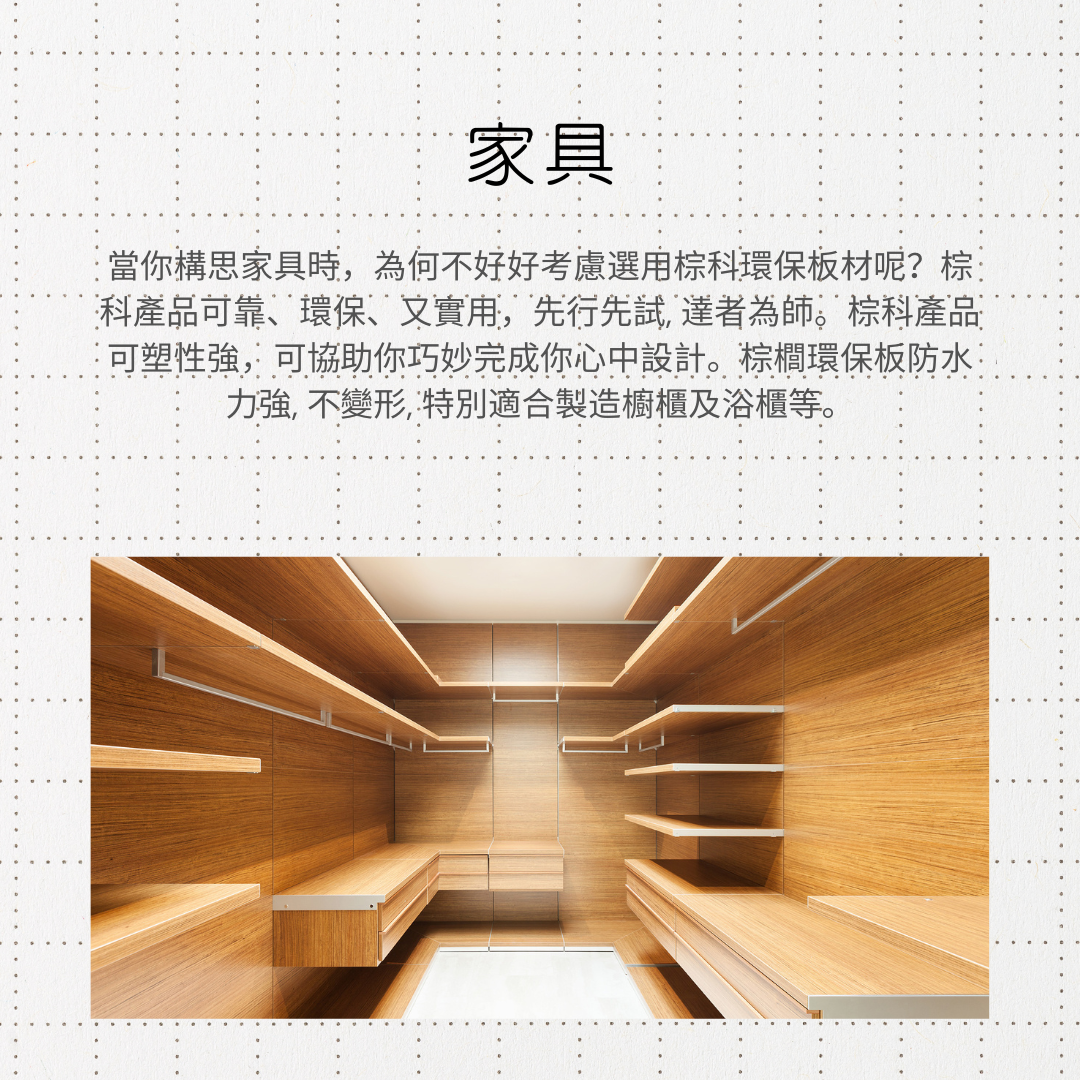 家具
當你構思家具時，為何不好好考慮選用棕科環保板材呢？棕
科產品可靠、環保、又實用，先行先試, 達者為師。棕科產品
可塑性強，可協助你巧妙完成你心中設計。棕櫚環保板防水
力強, 不變形, 特別適合製造櫥櫃及浴櫃等。